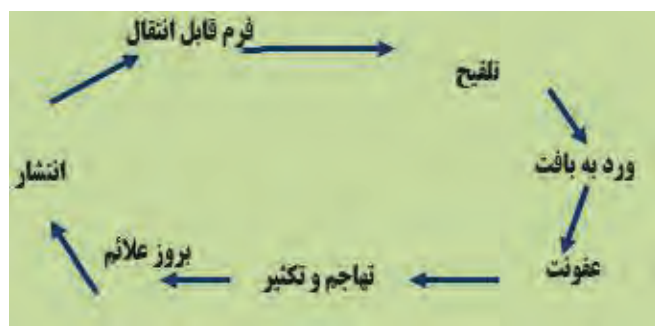 فرم قابل انتقال
تلقیح
ورد به بافت
عفونت
تهاجم و تکثیر
بروز علائم
انتشار